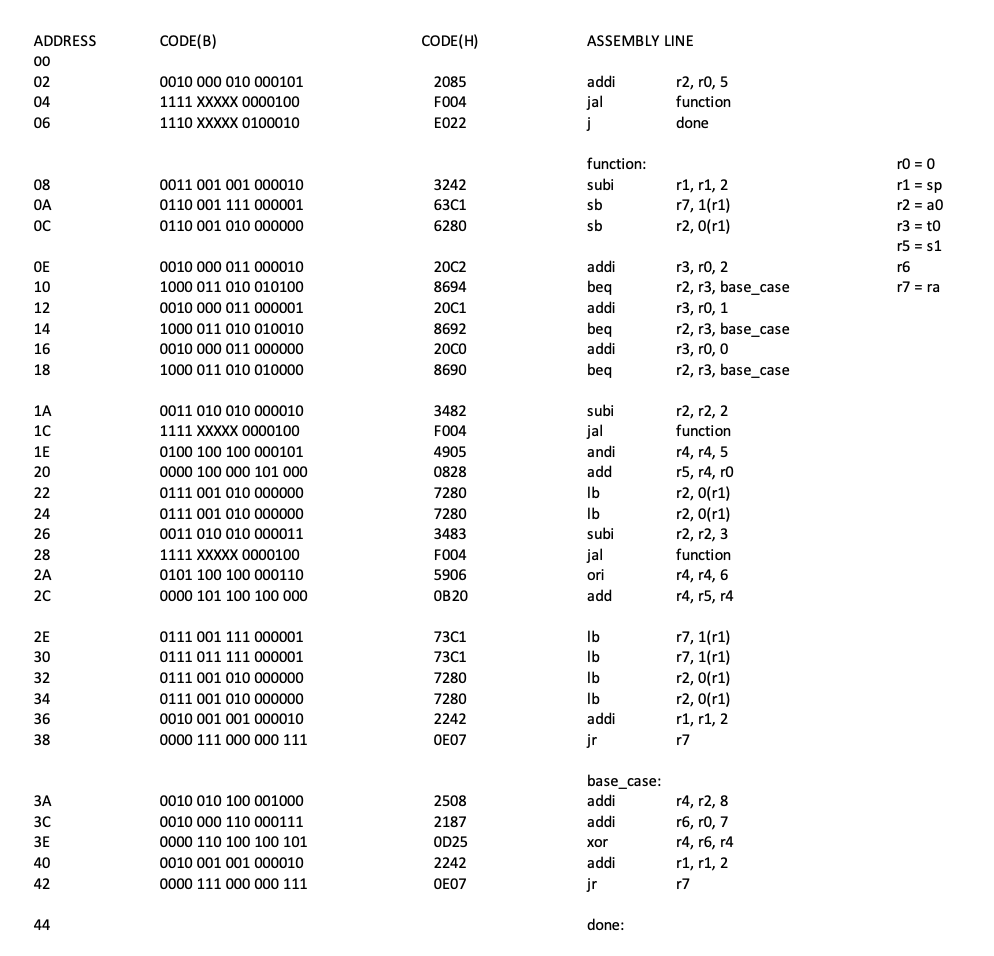 ADDRESS CODE(B) CODE(H) ASSEMBLY LINE
00
02 0010 000 010 000101 2085 addi r2, r0, 5
04 1111 XXXXX 0000100 F004 jal function
06 1110 XXXXX 0100010 E022 j done
function: r0 = 0
08 0011 001 001 000010 3242 subi r1, r1, 2 r1 = sp
0A 0110 001 111 000001 63C1 sb r7, 1(r1) r2 = a0
0C 0110 001 010 000000 6280 sb r2, 0(r1) r3 = t0
r5 = s1
0E 0010 000 011 000010 20C2 addi r3, r0, 2 r6
10 1000 011 010 010100 8694 beq r2, r3, base_case r7 = ra
12 0010 000 011 000001 20C1 addi r3, r0, 1
14 1000 011 010 010010 8692 beq r2, r3, base_case
16 0010 000 011 000000 20C0 addi r3, r0, 0
18 1000 011 010 010000 8690 beq r2, r3, base_case
1A 0011 010 010 000010 3482 subi r2, r2, 2
1C 1111 XXXXX 0000100 F004 jal function
1E 0100 100 100 000101 4905 andi r4, r4, 5
20 0000 100 000 101 000 0828 add r5, r4, r0
22 0111 001 010 000000 7280 lb r2, 0(r1)
24 0111 001 010 000000 7280 lb r2, 0(r1)
26 0011 010 010 000011 3483 subi r2, r2, 3
28 1111 XXXXX 0000100 F004 jal function
2A 0101 100 100 000110 5906 ori r4, r4, 6
2C 0000 101 100 100 000 0B20 add r4, r5, r4
2E 0111 001 111 000001 73C1 lb r7, 1(r1)
30 0111 011 111 000001 73C1 lb r7, 1(r1)
32 0111 001 010 000000 7280 lb r2, 0(r1)
34 0111 001 010 000000 7280 lb r2, 0(r1)
36 0010 001 001 000010 2242 addi r1, r1, 2
38 0000 111 000 000 111 0E07 jr r7
base_case:
3A 0010 010 100 001000 2508 addi r4, r2, 8
3C 0010 000 110 000111 2187 addi r6, r0, 7
3E 0000 110 100 100 101 0D25 xor r4, r6, r4
40 0010 001 001 000010 2242 addi r1, r1, 2
42 0000 111 000 000 111 0E07 jr r7
44 done: